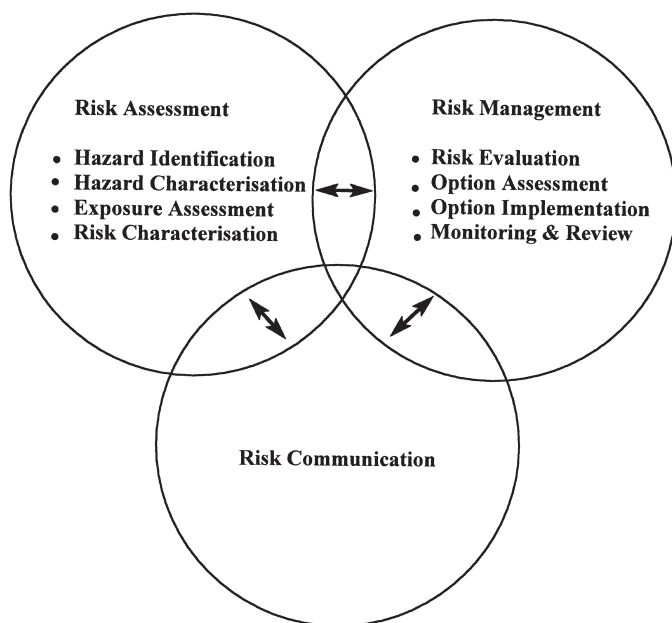 Risk Assessment
• Hazard Identification
• Hazard Characterisation
• Exposure Assessment
• Risk Characterisation
Risk Management
• Risk Evaluation
• Option Assessment
• Option Implementation
• Monitoring & Review
Risk Communication